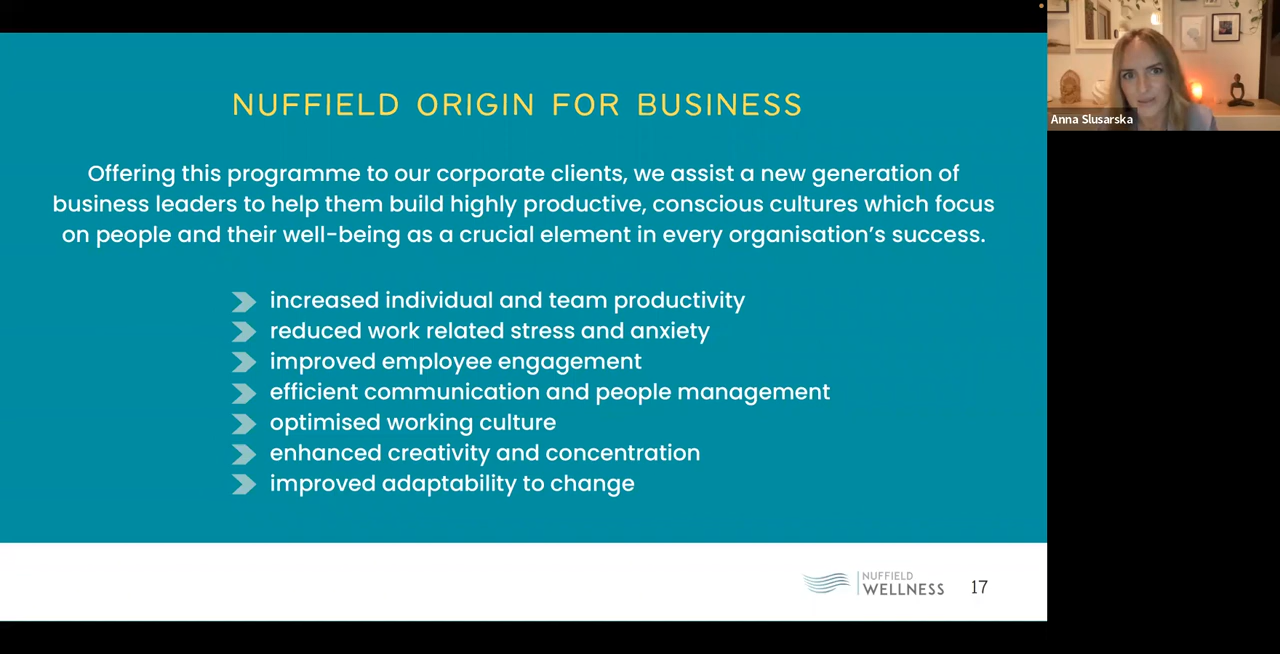 NUFFIELD ORIGIN FOR BUSINESS
Offering this programme to our corporate clients, we assist a new generation of
business leaders to help them build highly productive, conscious cultures which focus
on people and their well-being as a crucial element in every organisation's success.
increased individual and team productivity
reduced work related stress and anxiety
improved employee engagement
efficient communication and people management
optimised working culture
enhanced creativity and concentration
improved adaptability to change
NUFFIELD
WELLNESS
17
Anna Slusarska